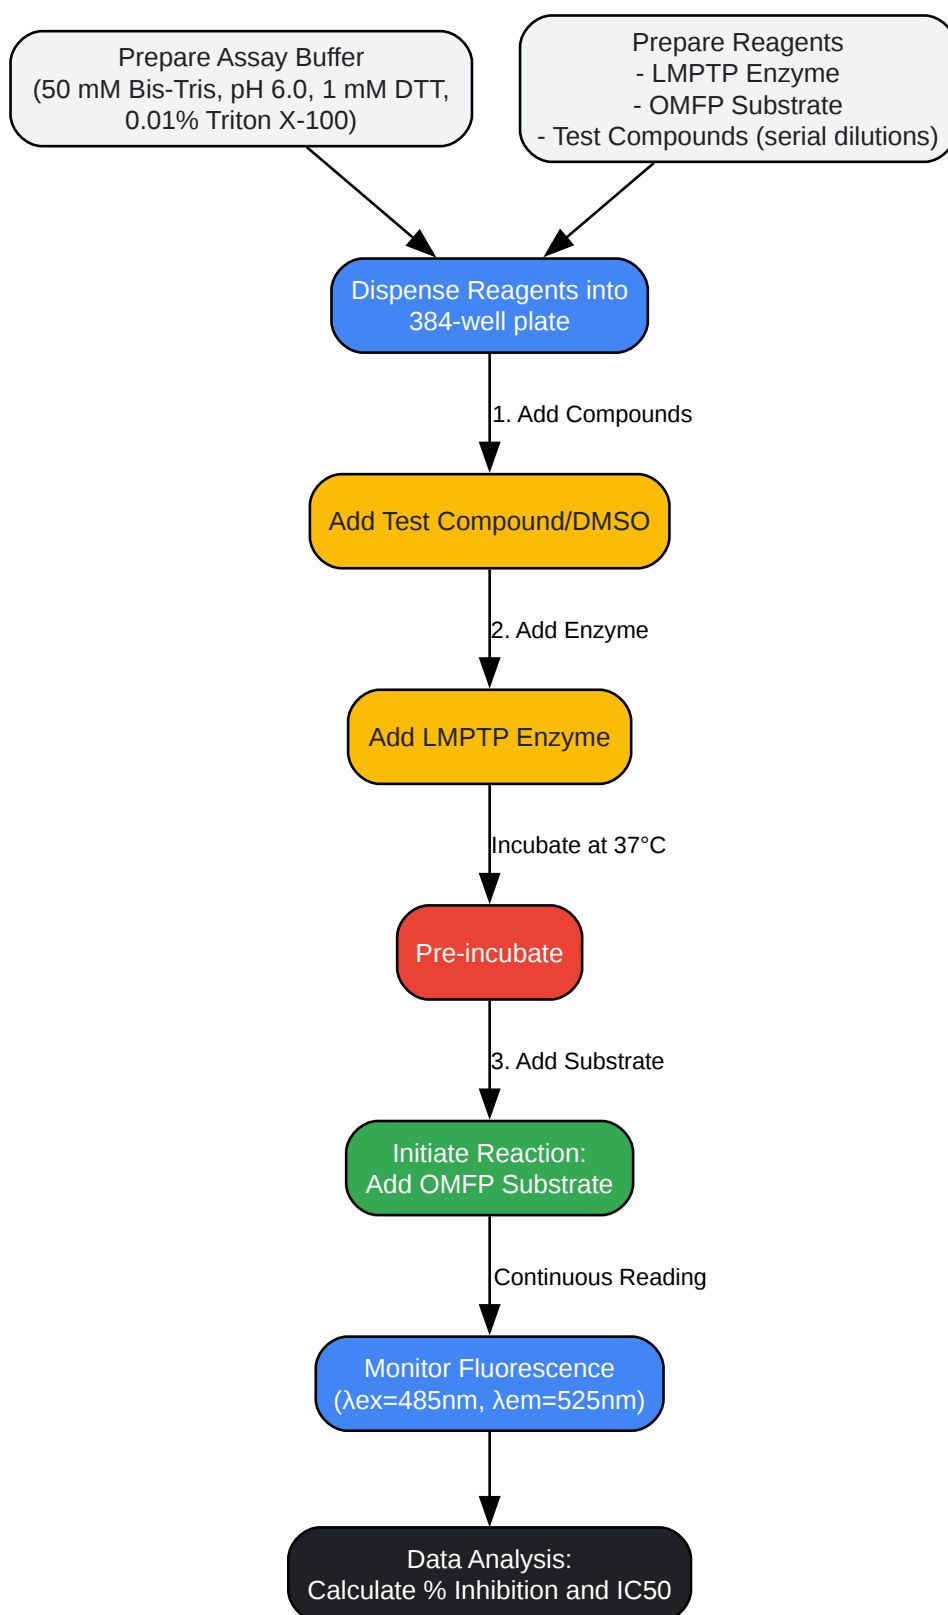 Prepare Assay Buffer
(50 mM Bis-Tris, pH 6.0, 1 mM DTT,
0.01% Triton X-100)
Prepare Reagents
- LMPTP Enzyme
- OMFP Substrate
- Test Compounds (serial dilutions)
Dispense Reagents into
384-well plate
1. Add Compounds
Add Test Compound/DMSO
2. Add Enzyme
Add LMPTP Enzyme
Incubate at 37°C
Pre-incubate
3. Add Substrate
Initiate Reaction:
Add OMFP Substrate
Continuous Reading
Monitor Fluorescence
(λex=485nm, λem=525nm)
Data Analysis:
Calculate % Inhibition and IC50